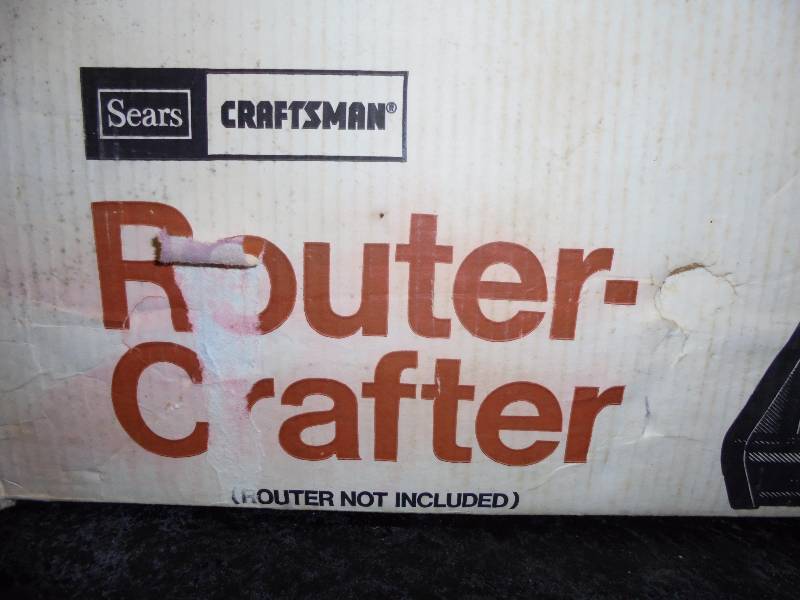 Sears CRAFTSMAN®
Router-
Crafter
(ROUTER NOT INCLUDED)